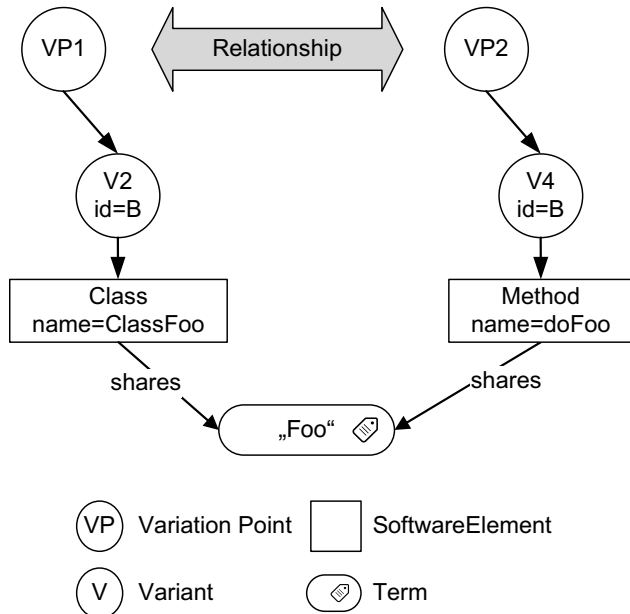 VP1
Relationship
VP2
V2
id=B
V4
id=B
Class
name=ClassFoo
Method
name=doFoo
shares
shares
„Foo“
VP Variation Point
SoftwareElement
V Variant
Term